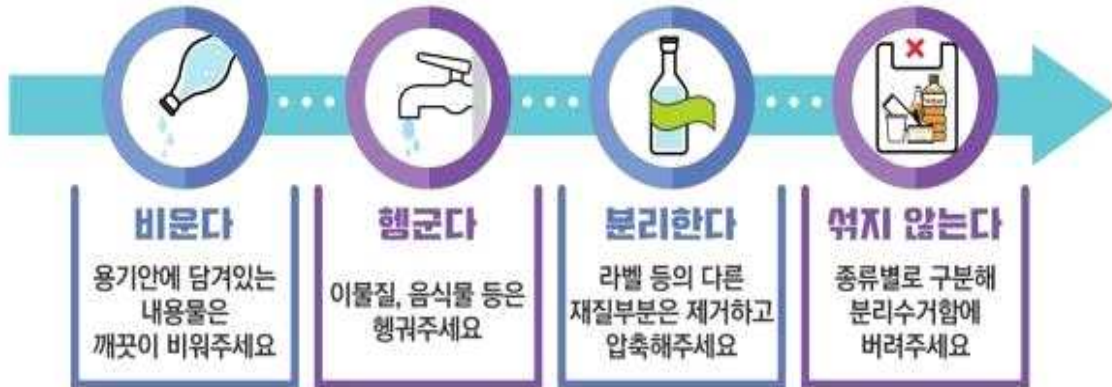 비운다
용기안에 담겨있는
내용물은
깨끗이 비워주세요
헹군다
이물질, 음식물 등은
헹궈주세요
분리한다
라벨 등의 다른
재질부분은 제거하고
압축해주세요
섞지 않는다
종류별로 구분해
분리수거함에
버려주세요